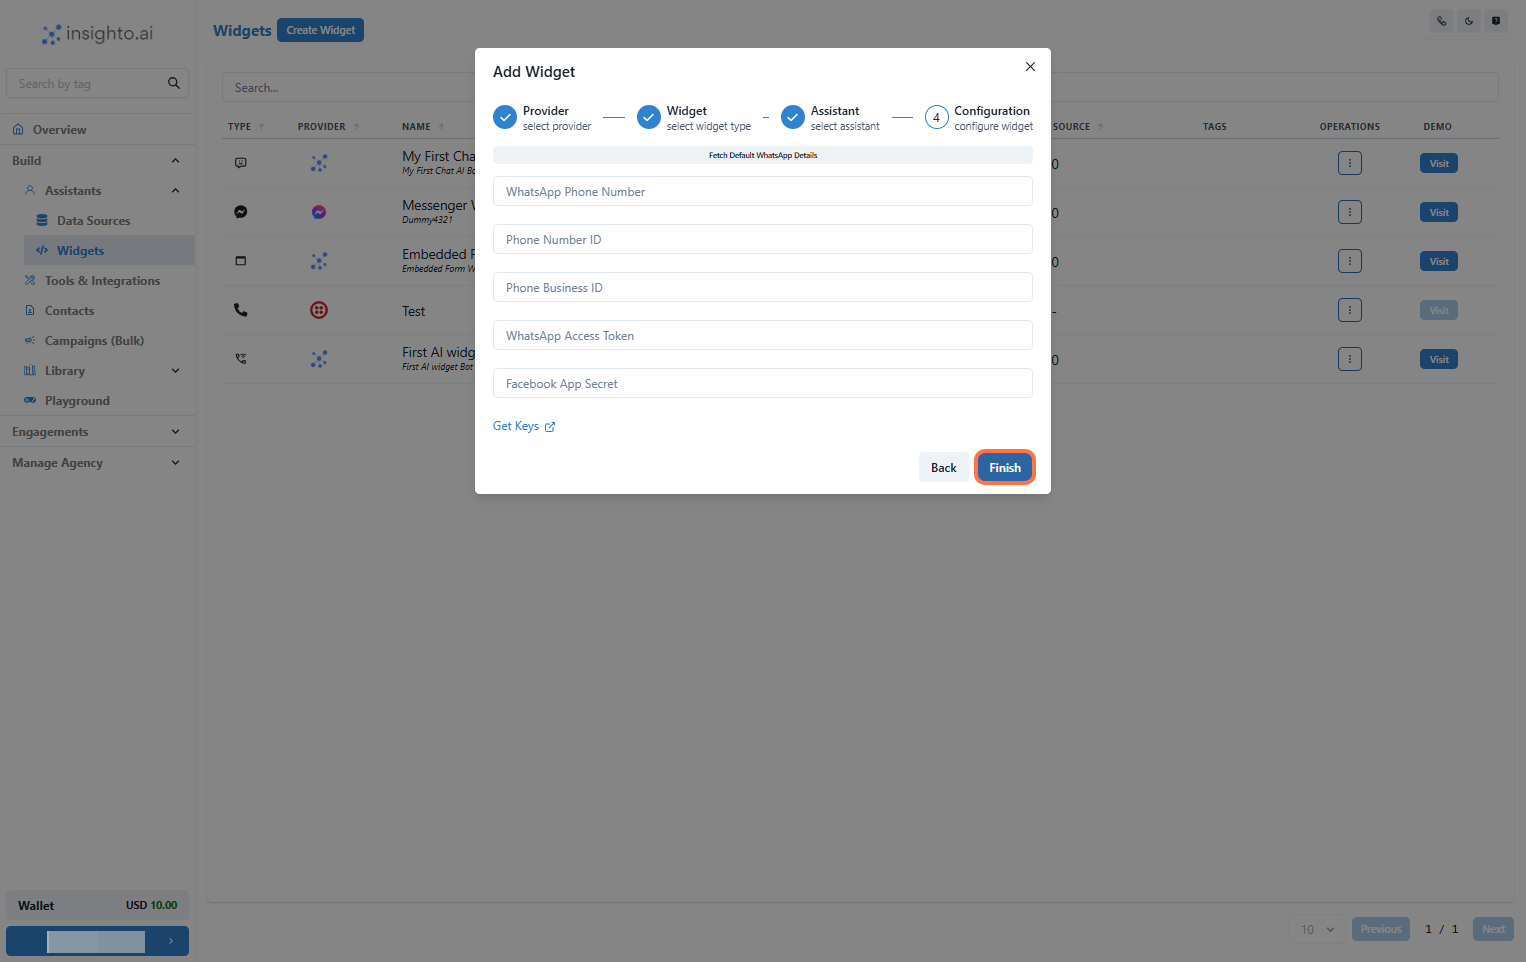 insighto.ai
Search by tag
Overview
Build
Assistants
Data Sources
Widgets
Tools & Integrations
Contacts
Campaigns (Bulk)
Library
Playground
Engagements
Manage Agency
Wallet USD 10.00
Widgets Create Widget
Search...
TYPE PROVIDER NAME SOURCE TAGS OPERATIONS DEMO
My First Cha
My First Chat AI Bo
Visit
Messenger
Dummy4321
Visit
Embedded F
Embedded Form W
Visit
Test
Visit
First AI widg
First AI widget Bot
Visit
0
0
0
-
0
Add Widget
Provider
select provider
Widget
select widget type
Assistant
select assistant
4 Configuration
configure widget
Fetch Default WhatsApp Details
WhatsApp Phone Number
Phone Number ID
Phone Business ID
WhatsApp Access Token
Facebook App Secret
Get Keys
Back Finish
10 Previous 1 / 1 Next